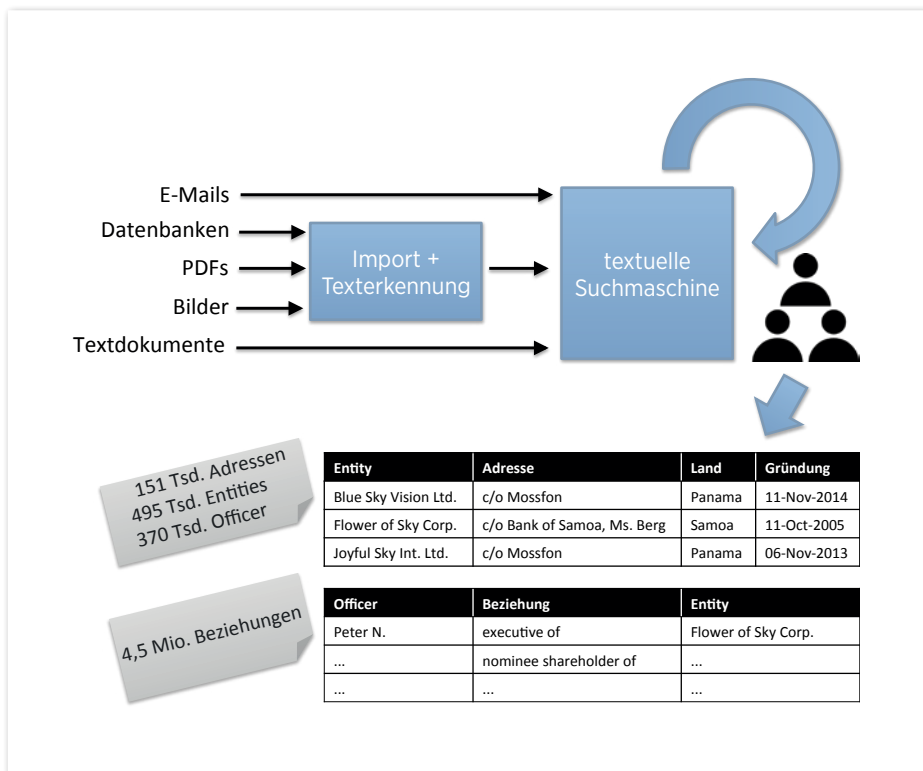 E-Mails
Datenbanken
PDFs
Bilder
Textdokumente
Import +
Texterkennung
textuelle
Suchmaschine
151 Tsd. Adressen
495 Tsd. Entities
370 Tsd. Officer
Entity Adresse Land Gründung
Blue Sky Vision Ltd. c/o Mossfon Panama 11-Nov-2014
Flower of Sky Corp. c/o Bank of Samoa, Ms. Berg Samoa 11-Oct-2005
Joyful Sky Int. Ltd. c/o Mossfon Panama 06-Nov-2013
4,5 Mio. Beziehungen
Officer Beziehung Entity
Peter N. executive of Flower of Sky Corp.
... nominee shareholder of ...
... ... ...